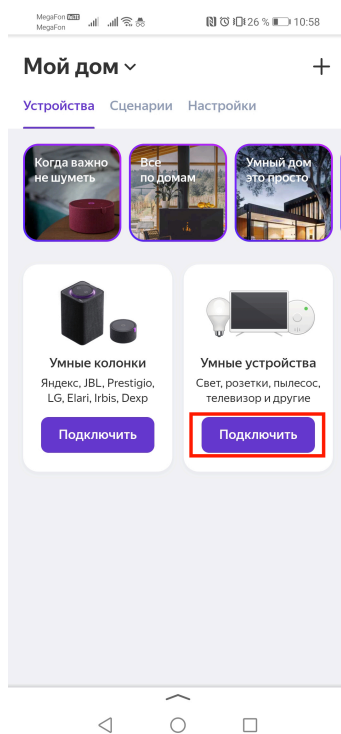 MegaFon
MegaFon
26 % 10:58
Мой дом
Устройства Сценарии Настройки
Когда важно
не шуметь
Все
по домам
Умный дом
это просто
Умные колонки
Яндекс, JBL, Prestigio,
LG, Elari, Irbis, Dexp
Подключить
Умные устройства
Свет, розетки, пылесос,
телевизор и другие
Подключить